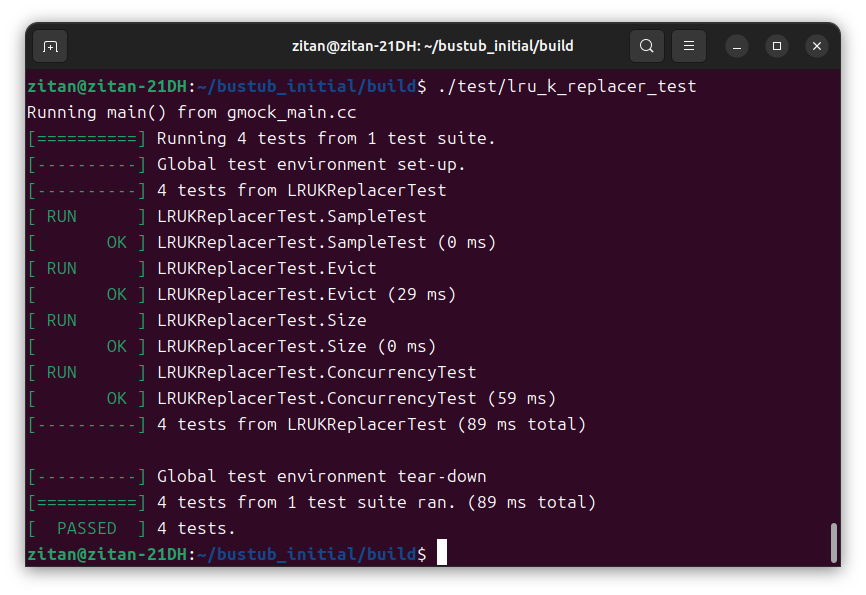 zitan@zitan-21DH: ~/bustub_initial/build
zitan@zitan-21DH:~/bustub_initial/build$ ./test/lru_k_replacer_test
Running main() from gmock_main.cc
[==========] Running 4 tests from 1 test suite.
[----------] Global test environment set-up.
[----------] 4 tests from LRUKReplacerTest
[ RUN      ] LRUKReplacerTest.SampleTest
[       OK ] LRUKReplacerTest.SampleTest (0 ms)
[ RUN      ] LRUKReplacerTest.Evict
[       OK ] LRUKReplacerTest.Evict (29 ms)
[ RUN      ] LRUKReplacerTest.Size
[       OK ] LRUKReplacerTest.Size (0 ms)
[ RUN      ] LRUKReplacerTest.ConcurrencyTest
[       OK ] LRUKReplacerTest.ConcurrencyTest (59 ms)
[----------] 4 tests from LRUKReplacerTest (89 ms total)
[----------] Global test environment tear-down
[==========] 4 tests from 1 test suite ran. (89 ms total)
[  PASSED  ] 4 tests.
zitan@zitan-21DH:~/bustub_initial/build$